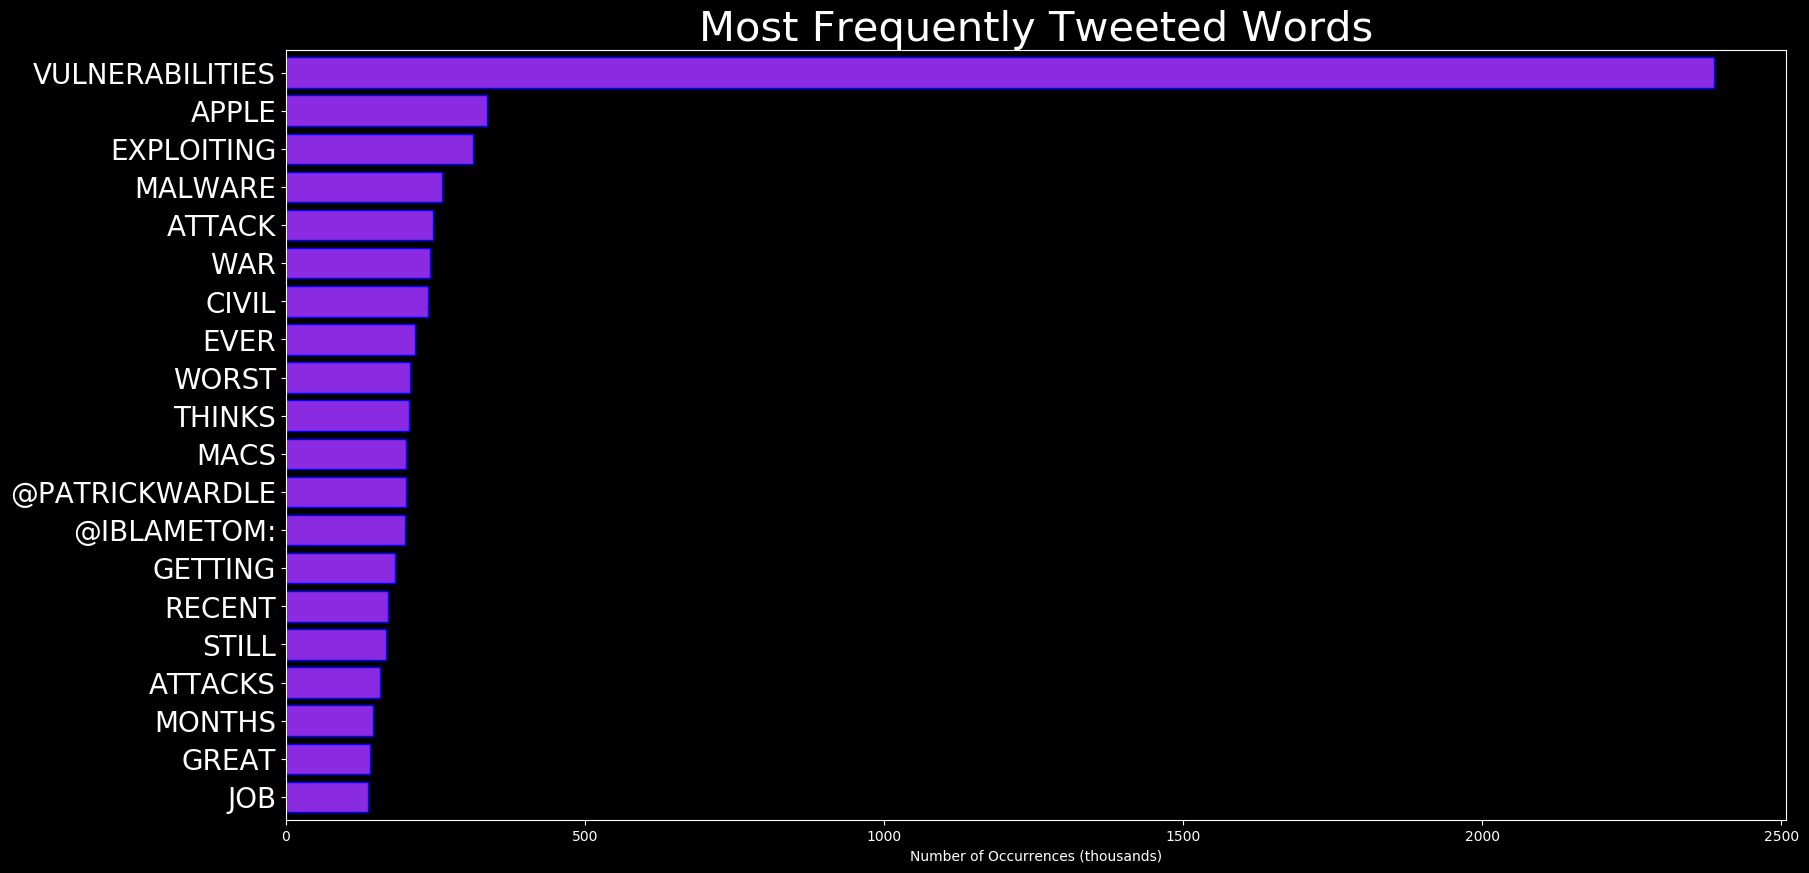 Most Frequently Tweeted Words
VULNERABILITIES
APPLE
EXPLOITING
MALWARE
ATTACK
WAR
CIVIL
EVER
WORST
THINKS
MACS
@PATRICKWARDLE
@IBLAMETOM:
GETTING
RECENT
STILL
ATTACKS
MONTHS
GREAT
JOB
0 500 1000 1500 2000 2500
Number of Occurrences (thousands)